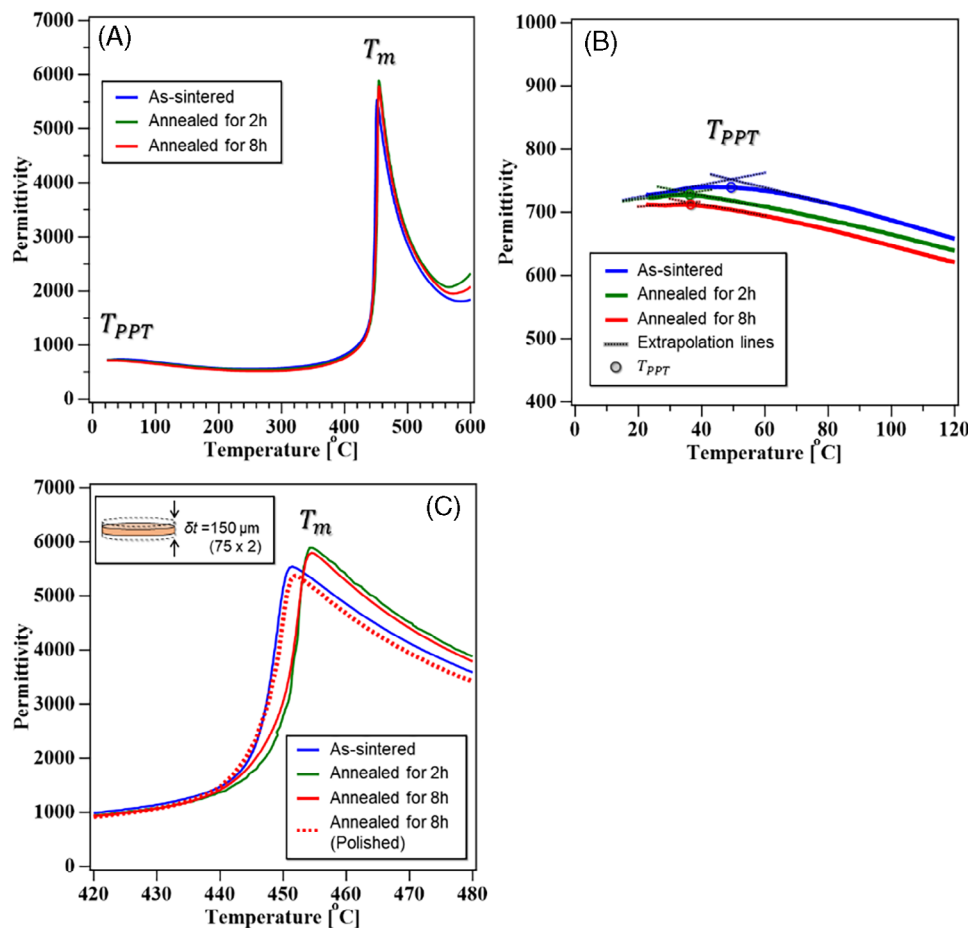 (A)
7000
6000
5000
4000
3000
2000
1000
0
Permittivity
T_m
As-sintered
Annealed for 2h
Annealed for 8h
T_PPT
0 100 200 300 400 500 600
Temperature [°C]
(B)
1000
900
800
700
600
500
400
Permittivity
T_PPT
As-sintered
Annealed for 2h
Annealed for 8h
Extrapolation lines
T_PPT
0 20 40 60 80 100 120
Temperature [°C]
(C)
7000
6000
5000
4000
3000
2000
1000
0
Permittivity
δt =150 μm
(75 x 2)
T_m
As-sintered
Annealed for 2h
Annealed for 8h
Annealed for 8h
(Polished)
420 430 440 450 460 470 480
Temperature [°C]